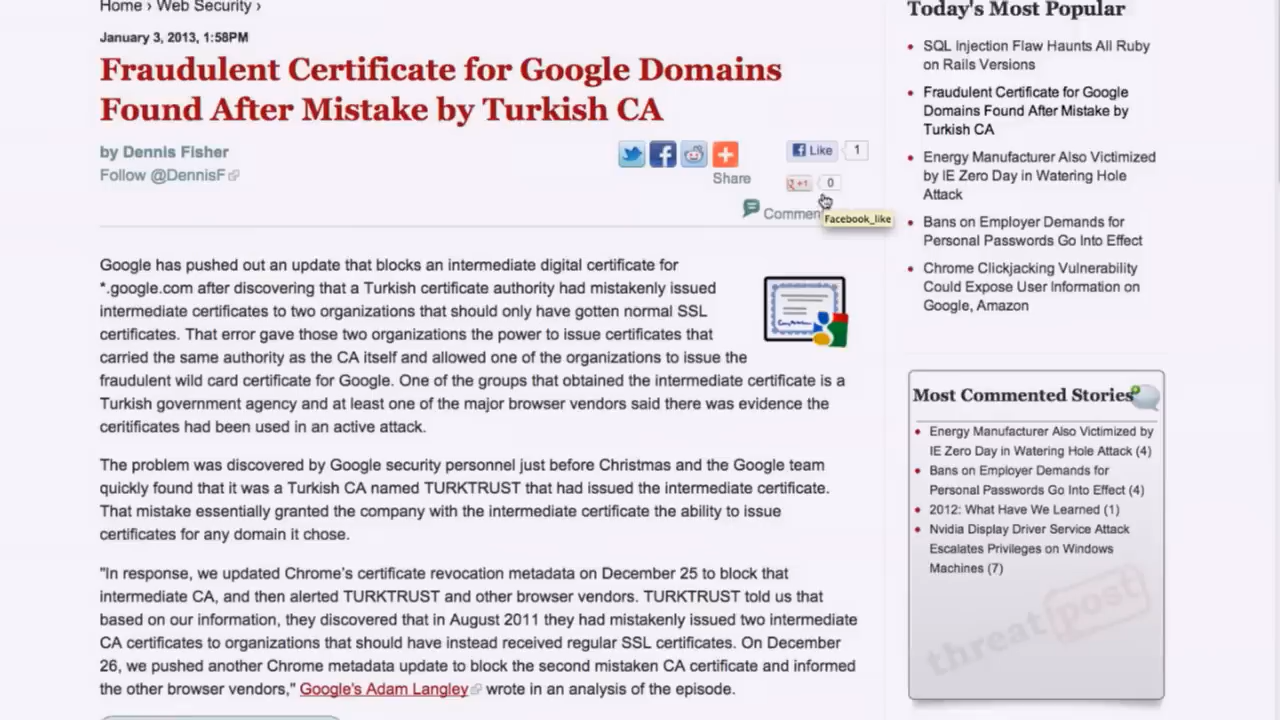 Home › Web Security ›
January 3, 2013, 1:58PM
Fraudulent Certificate for Google Domains
Found After Mistake by Turkish CA
by Dennis Fisher
Follow @DennisF
Share
Like
1
+1
0
Commen
Facebook_like
Google has pushed out an update that blocks an intermediate digital certificate for
*.google.com after discovering that a Turkish certificate authority had mistakenly issued
intermediate certificates to two organizations that should only have gotten normal SSL
certificates. That error gave those two organizations the power to issue certificates that
carried the same authority as the CA itself and allowed one of the organizations to issue the
fraudulent wild card certificate for Google. One of the groups that obtained the intermediate certificate is a
Turkish government agency and at least one of the major browser vendors said there was evidence the
ceritificates had been used in an active attack.
The problem was discovered by Google security personnel just before Christmas and the Google team
quickly found that it was a Turkish CA named TURKTRUST that had issued the intermediate certificate.
That mistake essentially granted the company with the intermediate certificate the ability to issue
certificates for any domain it chose.
"In response, we updated Chrome's certificate revocation metadata on December 25 to block that
intermediate CA, and then alerted TURKTRUST and other browser vendors. TURKTRUST told us that
based on our information, they discovered that in August 2011 they had mistakenly issued two intermediate
CA certificates to organizations that should have instead received regular SSL certificates. On December
26, we pushed another Chrome metadata update to block the second mistaken CA certificate and informed
the other browser vendors," Google's Adam Langley wrote in an analysis of the episode.
Today's Most Popular
SQL Injection Flaw Haunts All Ruby
on Rails Versions
Fraudulent Certificate for Google
Domains Found After Mistake by
Turkish CA
Energy Manufacturer Also Victimized
by IE Zero Day in Watering Hole
Attack
Bans on Employer Demands for
Personal Passwords Go Into Effect
Chrome Clickjacking Vulnerability
Could Expose User Information on
Google, Amazon
Most Commented Stories
Energy Manufacturer Also Victimized by
IE Zero Day in Watering Hole Attack (4)
Bans on Employer Demands for
Personal Passwords Go Into Effect (4)
2012: What Have We Learned (1)
Nvidia Display Driver Service Attack
Escalates Privileges on Windows
Machines (7)
threatpost